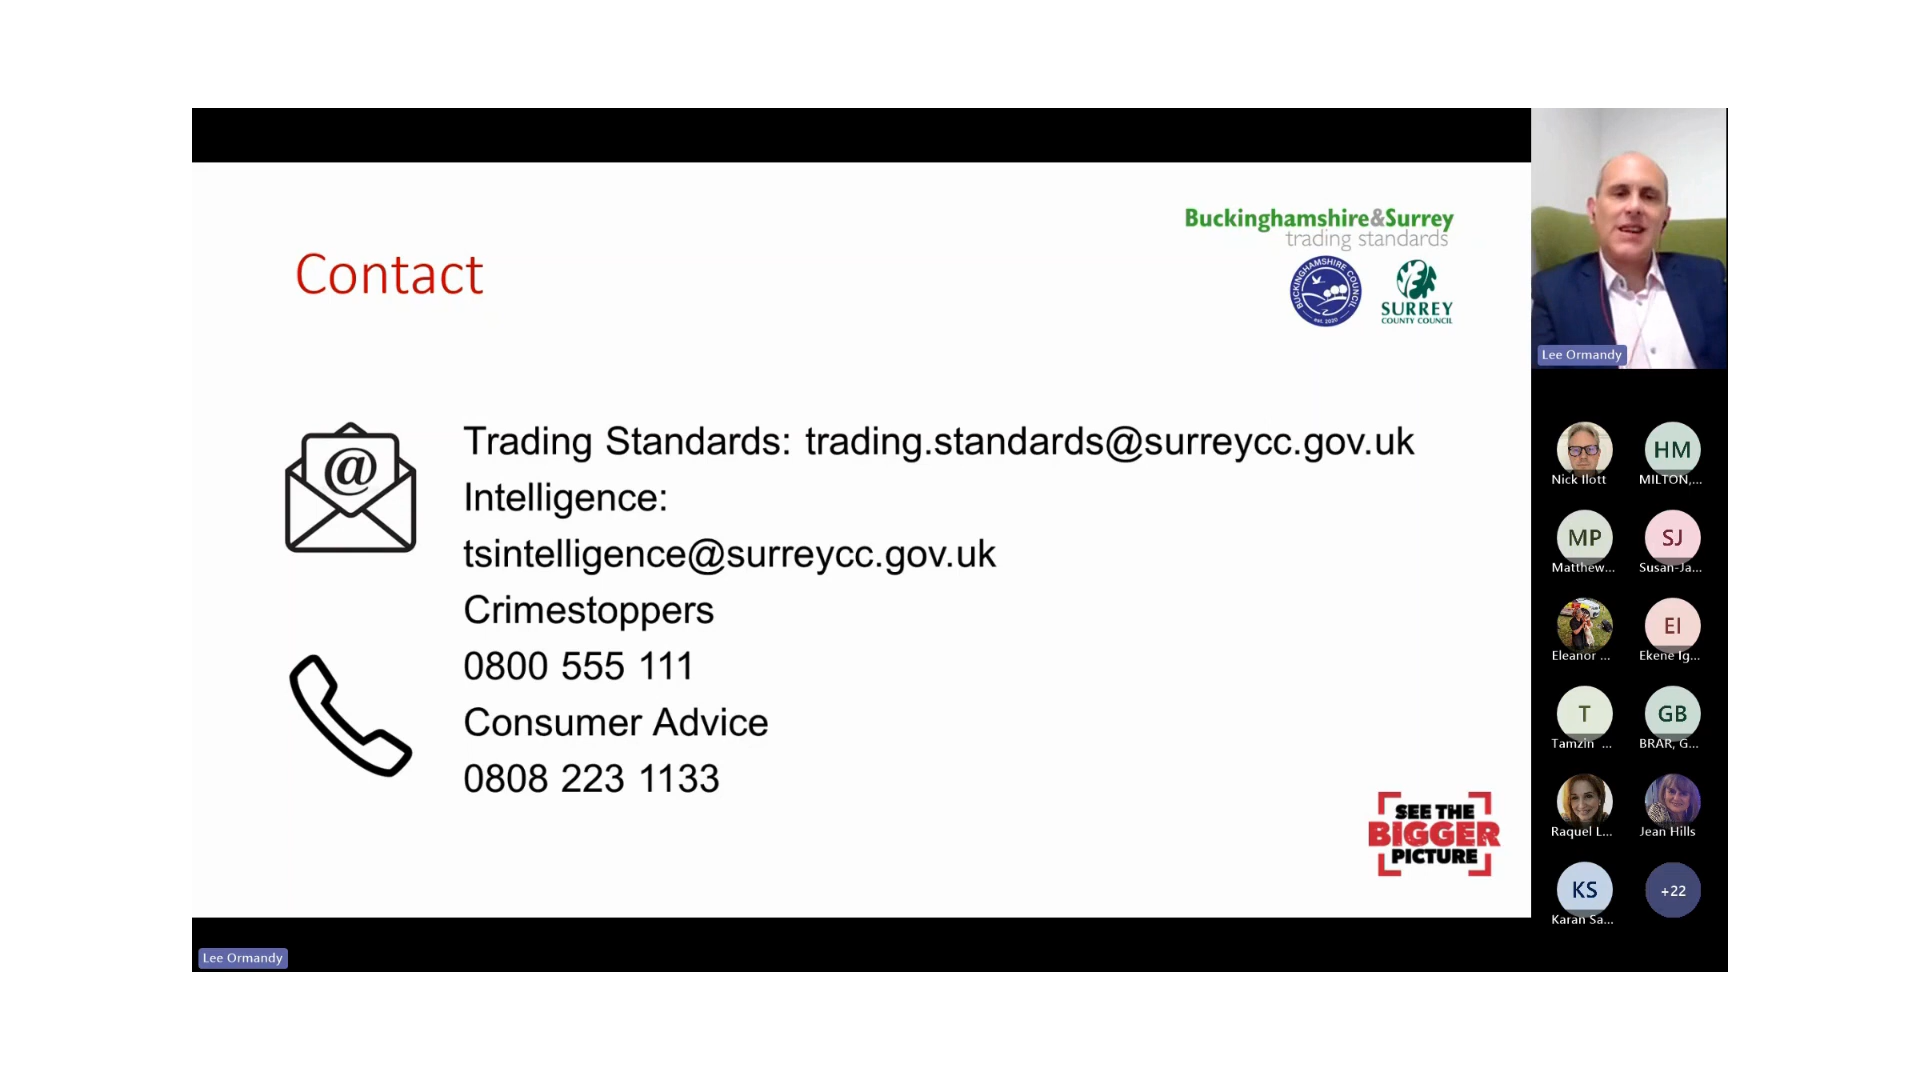 Buckinghamshire&Surrey
trading standards
BUCKINGHAMSHIRE COUNCIL
est. 2020
SURREY
COUNTY COUNCIL
Contact
@
Trading Standards: trading.standards@surreycc.gov.uk
Intelligence:
tsintelligence@surreycc.gov.uk
Crimestoppers
0800 555 111
Consumer Advice
0808 223 1133
SEE THE
BIGGER
PICTURE
Lee Ormandy
Lee Ormandy
Nick Ilott
HM
MILTON,...
MP
Matthew...
SJ
Susan-Ja...
Eleanor ...
EI
Ekene Ig...
T
Tamzin ...
GB
BRAR, G...
Raquel L...
Jean Hills
KS
Karan Sa...
+22